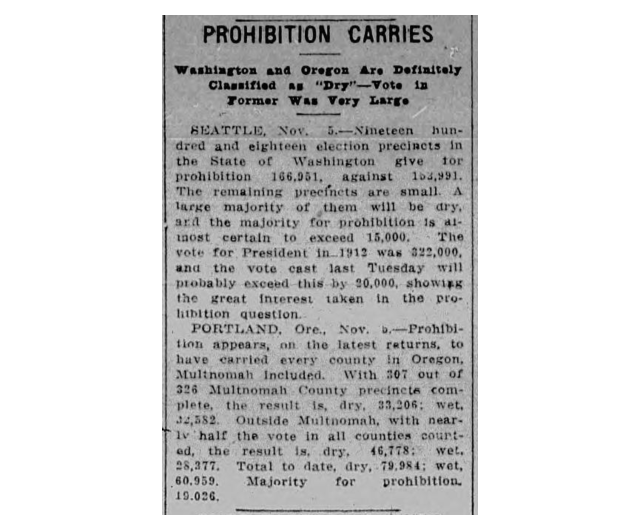 PROHIBITION CARRIES
Washington and Oregon Are Definitely
Classified as "Dry"—Vote in
Former Was Very Large
SEATTLE, Nov. 5.—Nineteen hun-
dred and eighteen election precincts in
the State of Washington give for
prohibition 166,951, against 153,991.
The remaining precincts are small. A
large majority of them will be dry,
and the majority for prohibition is al-
most certain to exceed 15,000. The
vote for President in 1912 was 322,000,
and the vote cast last Tuesday will
probably exceed this by 20,000, showing
the great interest taken in the pro-
hibition question.
PORTLAND, Ore., Nov. 5.—Prohibi-
tion appears, on the latest returns, to
have carried every county in Oregon,
Multnomah included. With 307 out of
326 Multnomah County precincts com-
plete, the result is, dry, 33,206; wet,
32,582. Outside Multnomah, with near-
ly half the vote in all counties count-
ed, the result is, dry, 46,778; wet,
28,377. Total to date, dry, 79,984; wet,
60,959. Majority for prohibition,
19,026.